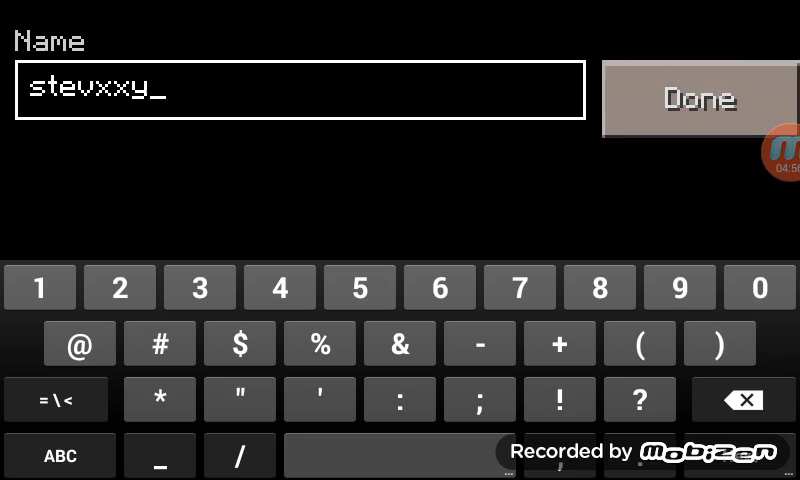 Name
stevxxy_
Done
04:56
1 2 3 4 5 6 7 8 9 0
@ # $ % & - + ( )
= \ < * " ' : ; ! ?
ABC _ /
Recorded by mobizen